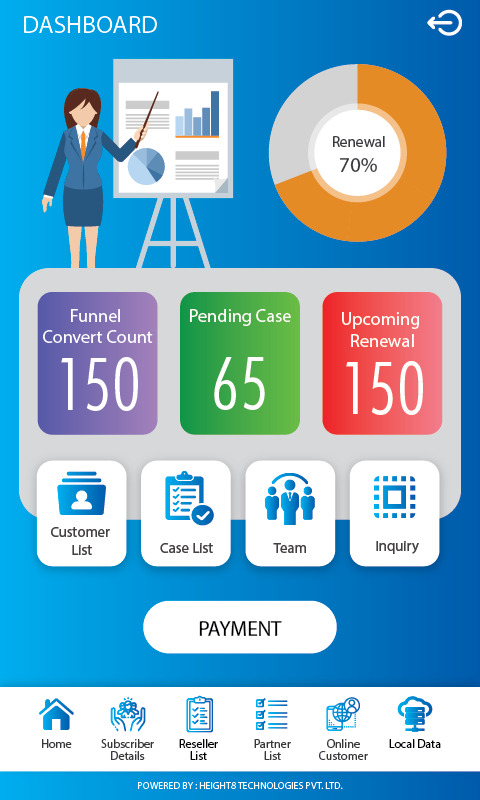 DASHBOARD
Renewal
70%
Funnel
Convert Count
150
Pending Case
65
Upcoming
Renewal
150
Customer
List
Case List
Team
Inquiry
PAYMENT
Home
Subscriber
Details
Reseller
List
Partner
List
Online
Customer
Local Data
POWERED BY : HEIGHT8 TECHNOLOGIES PVT. LTD.